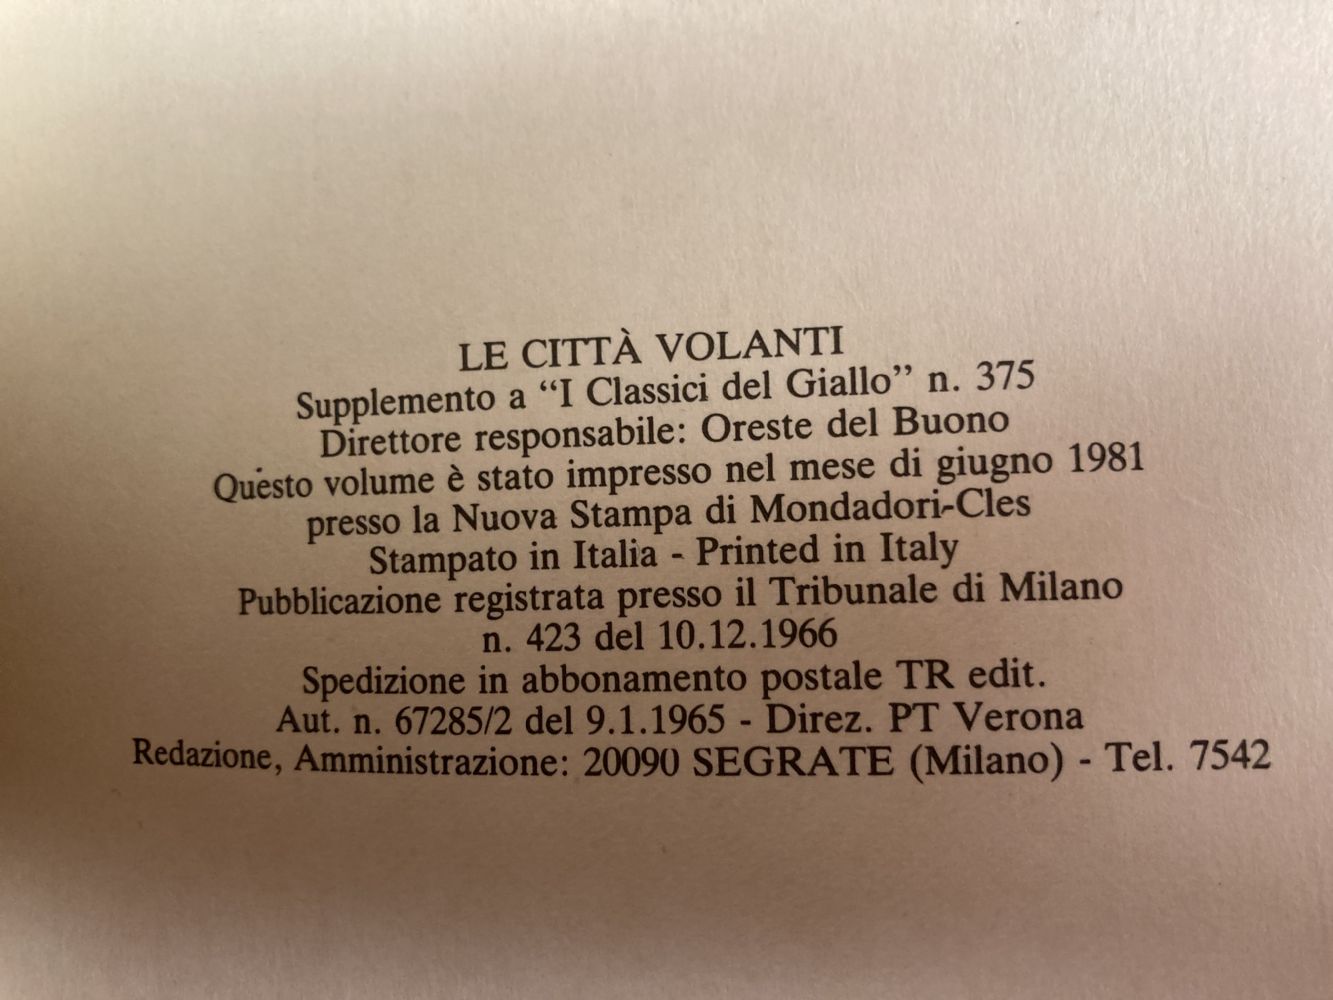 LE CITTÀ VOLANTI
Supplemento a “I Classici del Giallo” n. 375
Direttore responsabile: Oreste del Buono
Questo volume è stato impresso nel mese di giugno 1981
presso la Nuova Stampa di Mondadori-Cles
Stampato in Italia - Printed in Italy
Pubblicazione registrata presso il Tribunale di Milano
n. 423 del 10.12.1966
Spedizione in abbonamento postale TR edit.
Aut. n. 67285/2 del 9.1.1965 - Direz. PT Verona
Redazione, Amministrazione: 20090 SEGRATE (Milano) - Tel. 7542